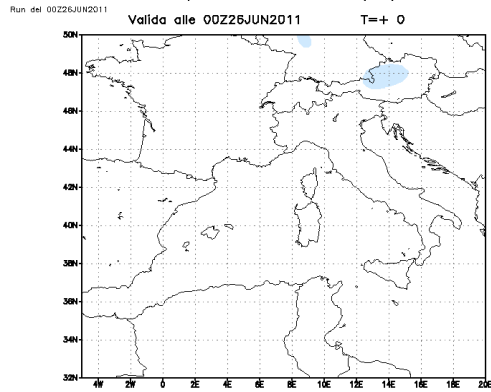 Run del 00Z26JUN2011
Valida alle 00Z26JUN2011 T=+ 0
50N
48N
46N
44N
42N
40N
38N
36N
34N
32N
4W 2W 0 2E 4E 6E 8E 10E 12E 14E 16E 18E 20E